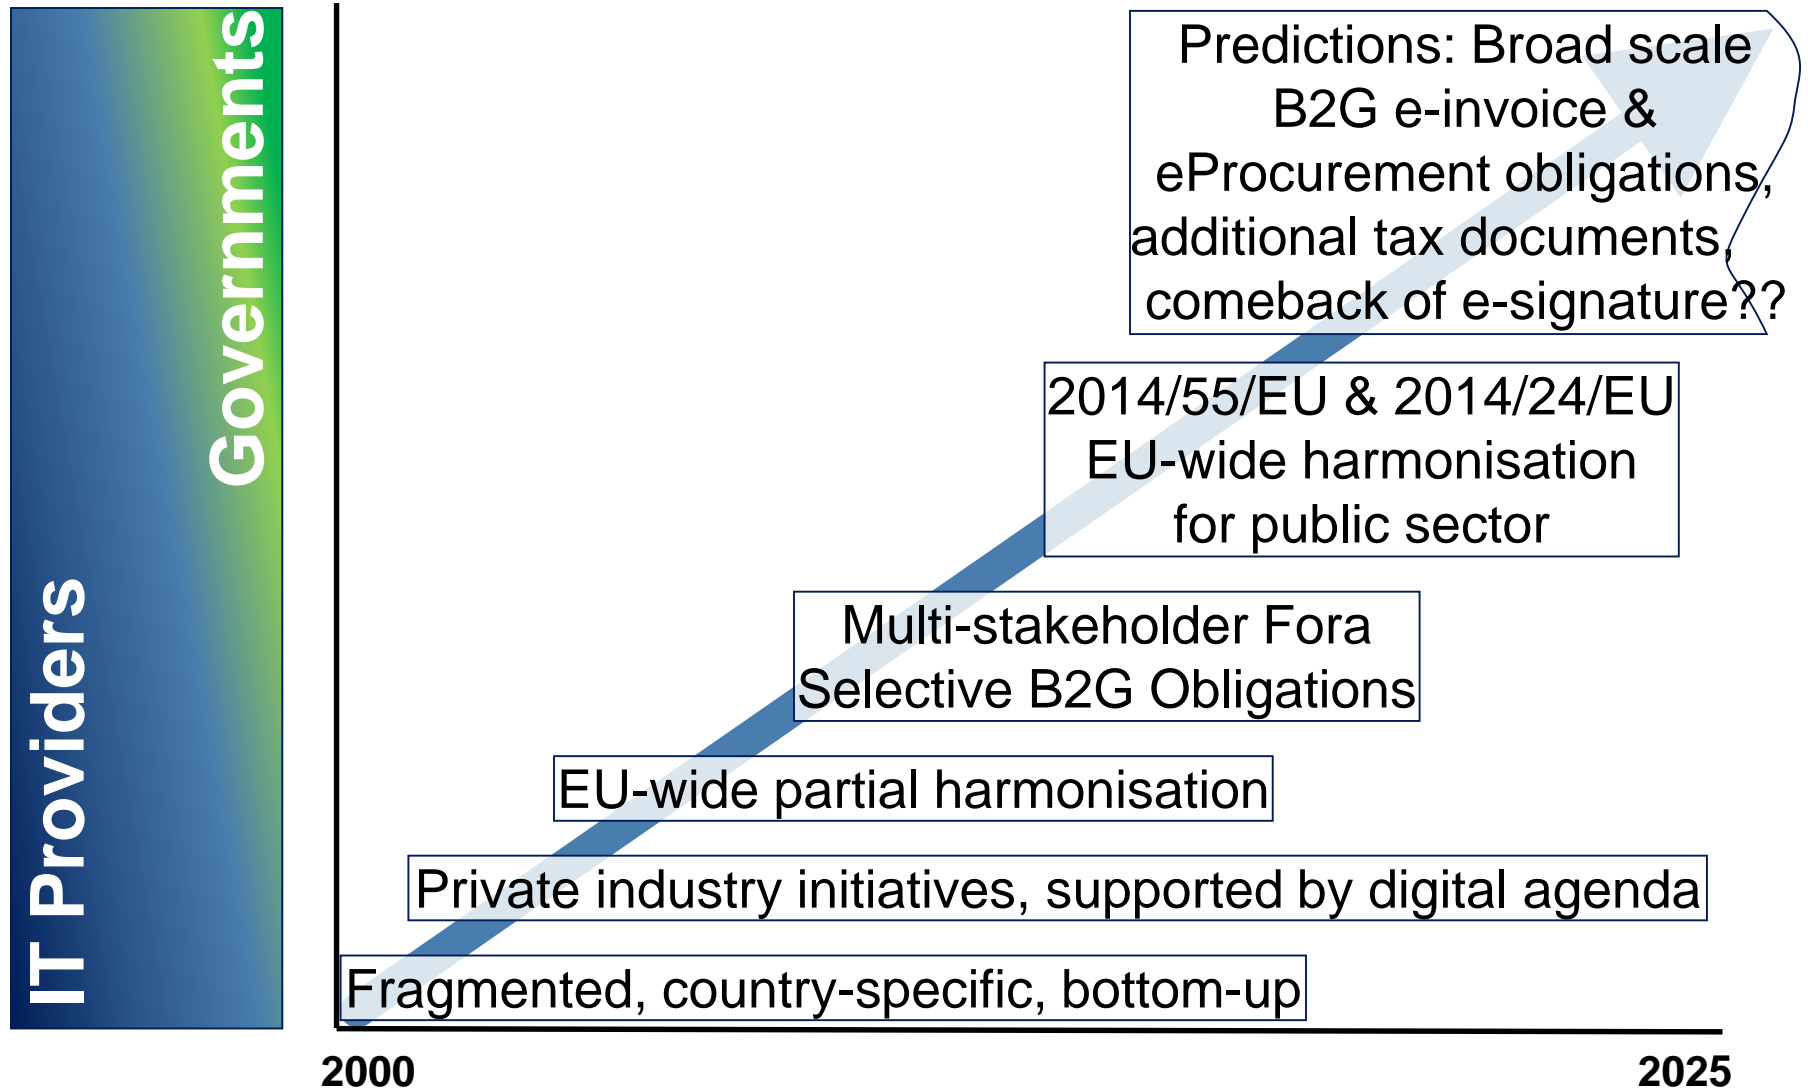 Governments
IT Providers
Predictions: Broad scale
B2G e-invoice &
eProcurement obligations,
additional tax documents,
comeback of e-signature??
2014/55/EU & 2014/24/EU
EU-wide harmonisation
for public sector
Multi-stakeholder Fora
Selective B2G Obligations
EU-wide partial harmonisation
Private industry initiatives, supported by digital agenda
Fragmented, country-specific, bottom-up
2000
2025